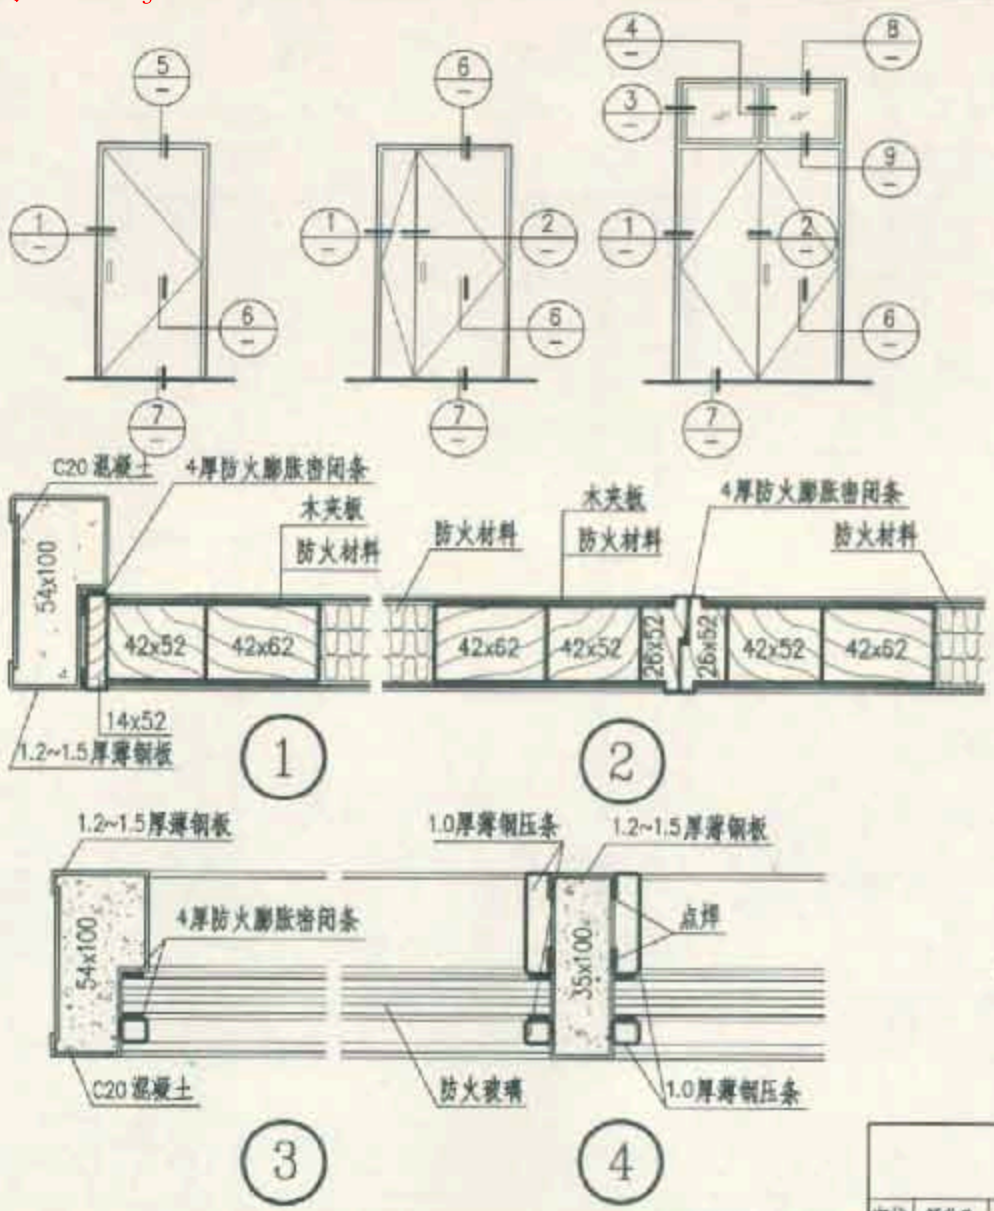 5
–
6
–
4
–
8
–
3
–
9
–
1
–
1
–
2
–
1
–
2
–
6
–
6
–
6
–
7
–
7
–
7
–
C20 混凝土
4厚防火膨胀密闭条
木夹板
防火材料
防火材料
木夹板
防火材料
4厚防火膨胀密闭条
防火材料
54x100
42x52
42x62
42x62
42x52
26x52
26x52
42x52
42x62
14x52
1.2~1.5厚薄钢板
1
2
1.2~1.5厚薄钢板
1.0厚薄钢压条
1.2~1.5厚薄钢板
4厚防火膨胀密闭条
点焊
54x100
35x100
C20 混凝土
防火玻璃
1.0厚薄钢压条
3
4